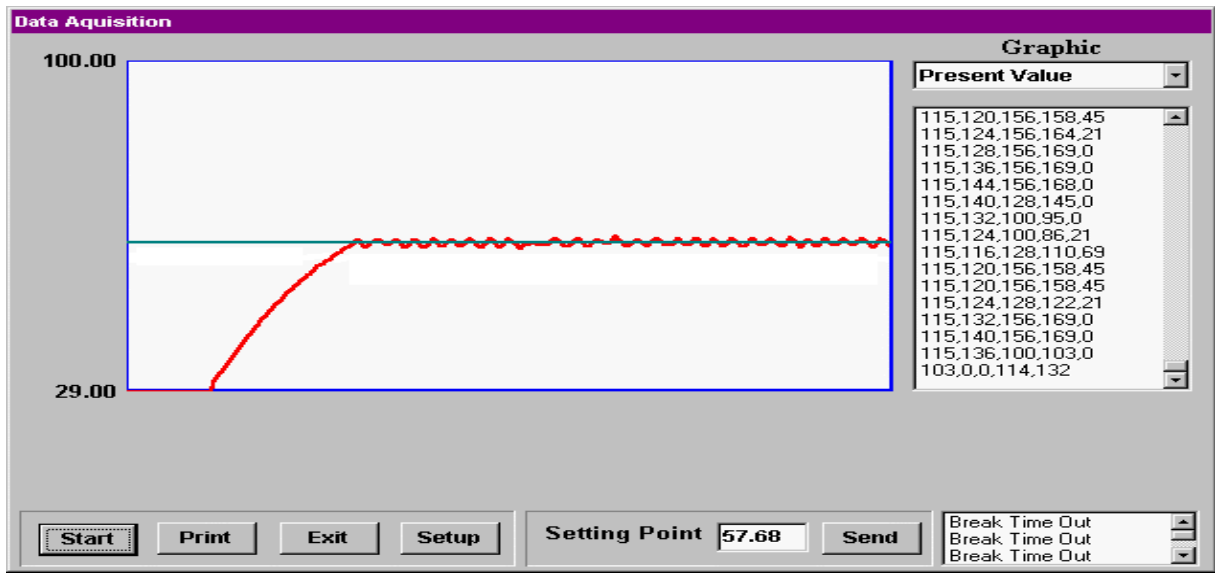 Data Aquisition
100.00
29.00
Graphic
Present Value
115,120,156,158,45
115,124,156,164,21
115,128,156,169,0
115,136,156,169,0
115,144,156,168,0
115,140,128,145,0
115,132,100,95,0
115,124,100,86,21
115,116,128,110,69
115,120,156,158,45
115,120,156,158,45
115,124,128,122,21
115,132,156,169,0
115,140,156,169,0
115,136,100,103,0
103,0,0,114,132
Start
Print
Exit
Setup
Setting Point 57.68
Send
Break Time Out
Break Time Out
Break Time Out